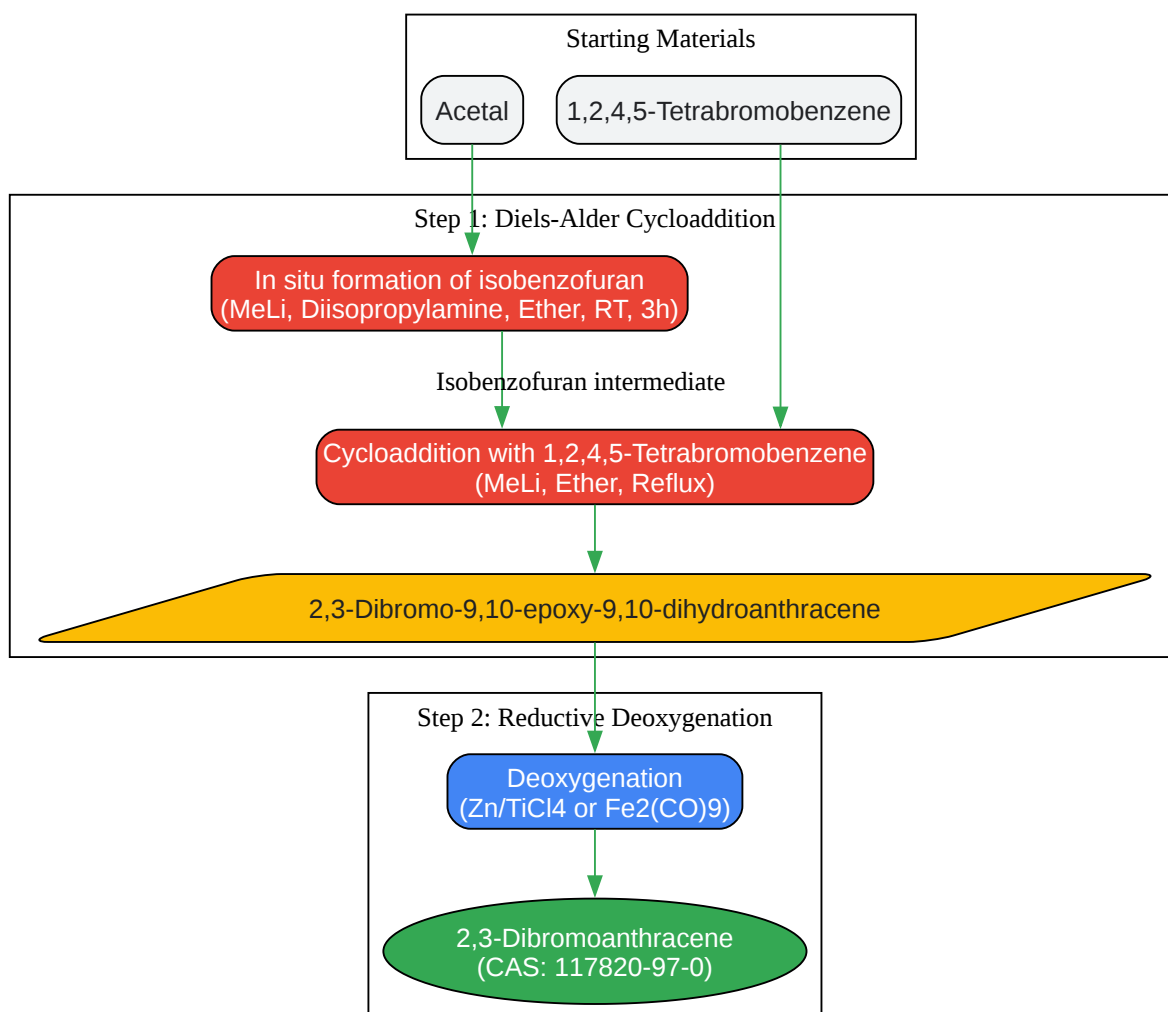 Starting Materials
Acetal
1,2,4,5-Tetrabromobenzene
Step 1: Diels-Alder Cycloaddition
In situ formation of isobenzofuran
(MeLi, Diisopropylamine, Ether, RT, 3h)
Isobenzofuran intermediate
Cycloaddition with 1,2,4,5-Tetrabromobenzene
(MeLi, Ether, Reflux)
2,3-Dibromo-9,10-epoxy-9,10-dihydroanthracene
Step 2: Reductive Deoxygenation
Deoxygenation
(Zn/TiCl4 or Fe2(CO)9)
2,3-Dibromoanthracene
(CAS: 117820-97-0)